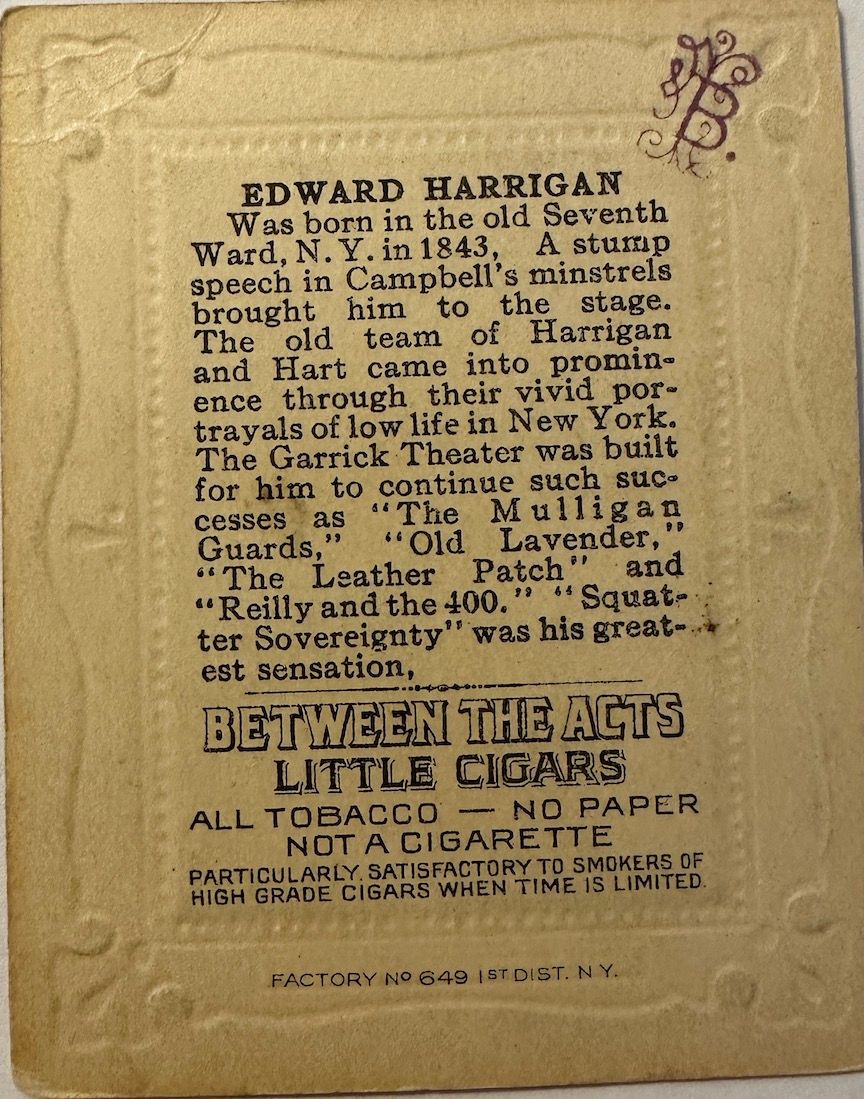 EDWARD HARRIGAN
Was born in the old Seventh
Ward, N. Y. in 1843, A stump
speech in Campbell's minstrels
brought him to the stage.
The old team of Harrigan
and Hart came into promin-
ence through their vivid por-
trayals of low life in New York.
The Garrick Theater was built
for him to continue such suc-
cesses as "The Mulligan
Guards," "Old Lavender,"
"The Leather Patch" and
"Reilly and the 400." "Squat-
ter Sovereignty" was his great-
est sensation,
BETWEEN THE ACTS
LITTLE CIGARS
ALL TOBACCO — NO PAPER
NOT A CIGARETTE
PARTICULARLY SATISFACTORY TO SMOKERS OF
HIGH GRADE CIGARS WHEN TIME IS LIMITED.
FACTORY No 649 1ST DIST. N Y.